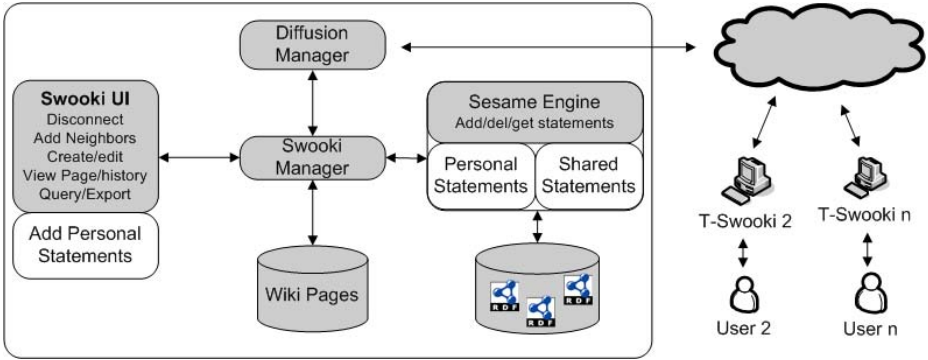 Diffusion
Manager
Swooki UI
Disconnect
Add Neighbors
Create/edit
View Page/history
Query/Export
Add Personal
Statements
Swooki
Manager
Wiki Pages
Sesame Engine
Add/del/get statements
Personal
Statements
Shared
Statements
RDF
RDF
RDF
T-Swooki 2
User 2
T-Swooki n
User n